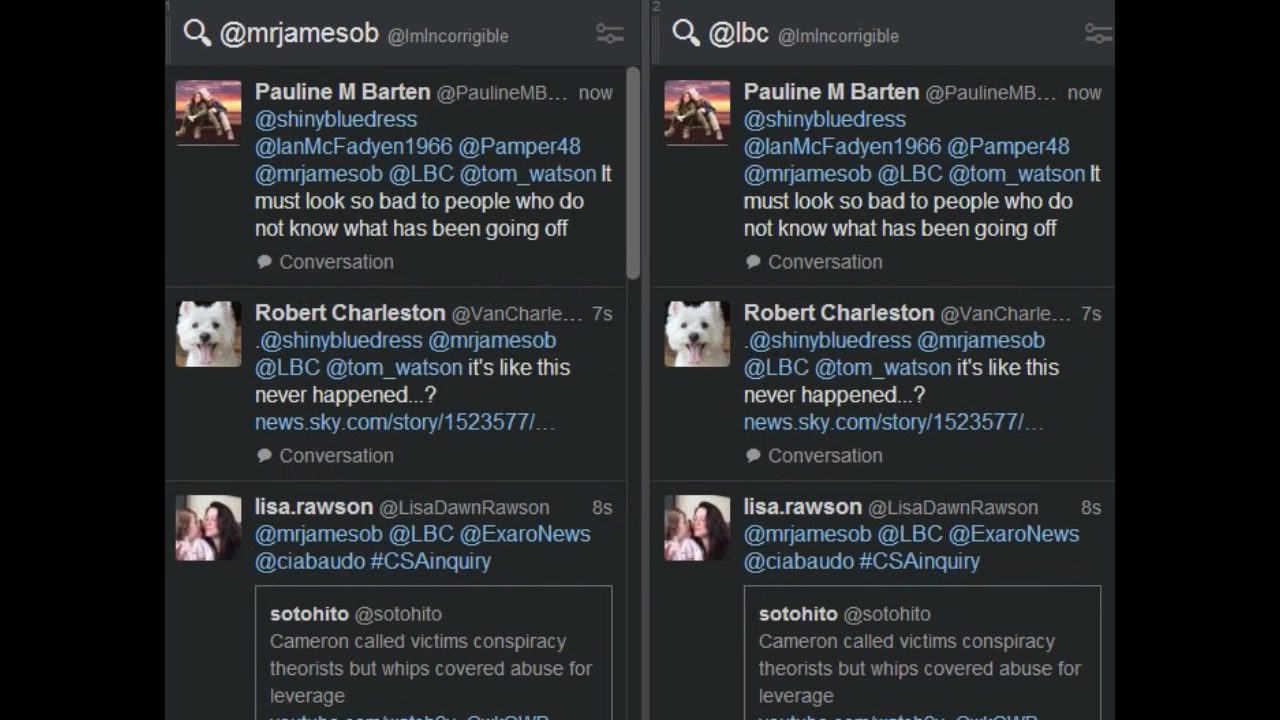 1
@mrjamesob @ImIncorrigible
Pauline M Barten @PaulineMB... now
@shinybluedress
@IanMcFadyen1966 @Pamper48
@mrjamesob @LBC @tom_watson It
must look so bad to people who do
not know what has been going off
Conversation
Robert Charleston @VanCharle... 7s
.@shinybluedress @mrjamesob
@LBC @tom_watson it's like this
never happened...?
news.sky.com/story/1523577/...
Conversation
lisa.rawson @LisaDawnRawson 8s
@mrjamesob @LBC @ExaroNews
@ciabaudo #CSAinquiry
sotohito @sotohito
Cameron called victims conspiracy
theorists but whips covered abuse for
leverage
2
@lbc @ImIncorrigible
Pauline M Barten @PaulineMB... now
@shinybluedress
@IanMcFadyen1966 @Pamper48
@mrjamesob @LBC @tom_watson It
must look so bad to people who do
not know what has been going off
Conversation
Robert Charleston @VanCharle... 7s
.@shinybluedress @mrjamesob
@LBC @tom_watson it's like this
never happened...?
news.sky.com/story/1523577/...
Conversation
lisa.rawson @LisaDawnRawson 8s
@mrjamesob @LBC @ExaroNews
@ciabaudo #CSAinquiry
sotohito @sotohito
Cameron called victims conspiracy
theorists but whips covered abuse for
leverage